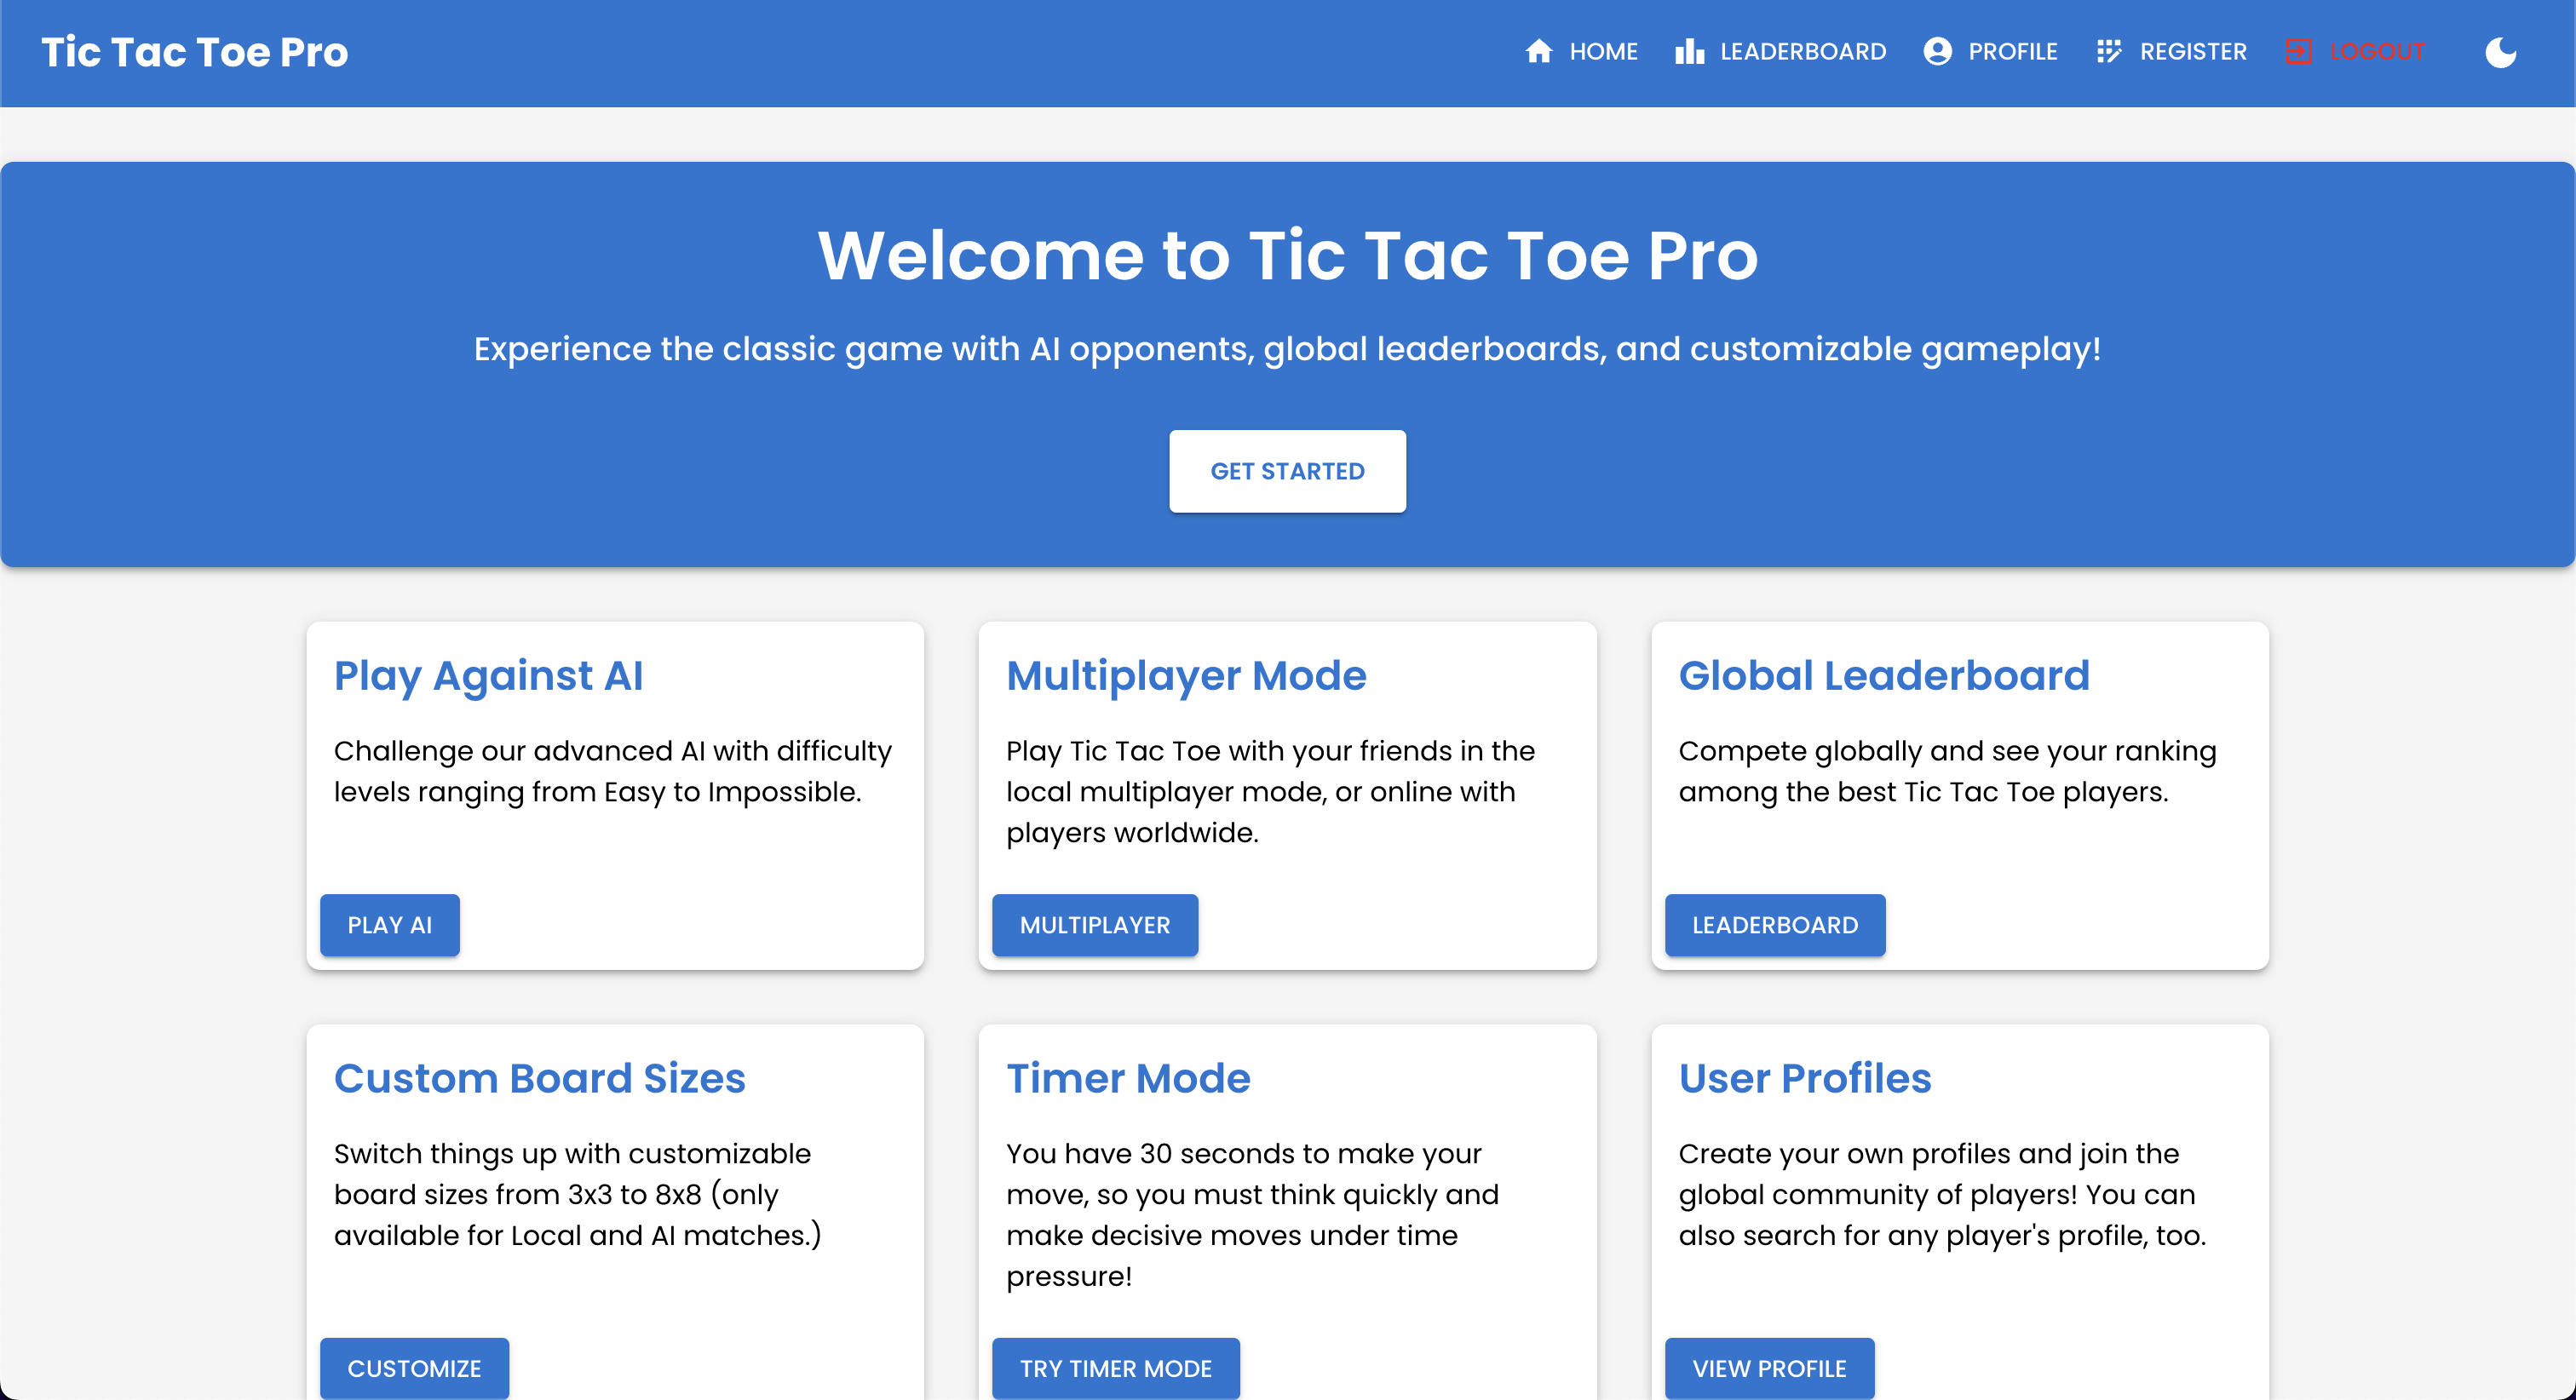 Tic Tac Toe Pro
HOME
LEADERBOARD
PROFILE
REGISTER
LOGOUT
Welcome to Tic Tac Toe Pro
Experience the classic game with AI opponents, global leaderboards, and customizable gameplay!
GET STARTED
Play Against AI
Challenge our advanced AI with difficulty
levels ranging from Easy to Impossible.
PLAY AI
Multiplayer Mode
Play Tic Tac Toe with your friends in the
local multiplayer mode, or online with
players worldwide.
MULTIPLAYER
Global Leaderboard
Compete globally and see your ranking
among the best Tic Tac Toe players.
LEADERBOARD
Custom Board Sizes
Switch things up with customizable
board sizes from 3x3 to 8x8 (only
available for Local and AI matches.)
CUSTOMIZE
Timer Mode
You have 30 seconds to make your
move, so you must think quickly and
make decisive moves under time
pressure!
TRY TIMER MODE
User Profiles
Create your own profiles and join the
global community of players! You can
also search for any player's profile, too.
VIEW PROFILE